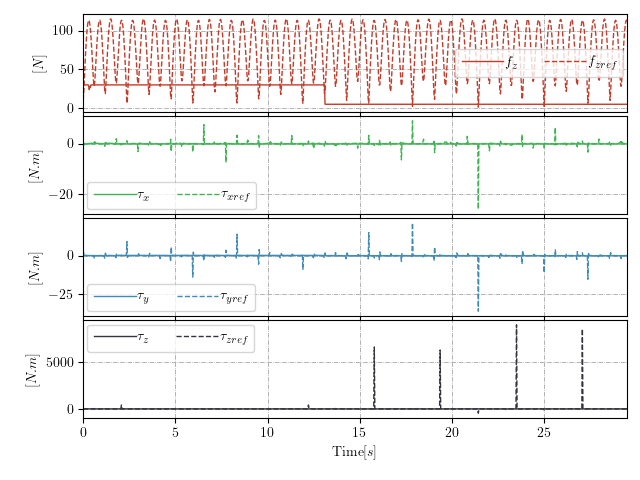 100
50
0
[N]
f_z f_zref
0
−20
[N.m]
τ_x τ_xref
0
−25
[N.m]
τ_y τ_yref
5000
0
[N.m]
τ_z τ_zref
0 5 10 15 20 25
Time[s]